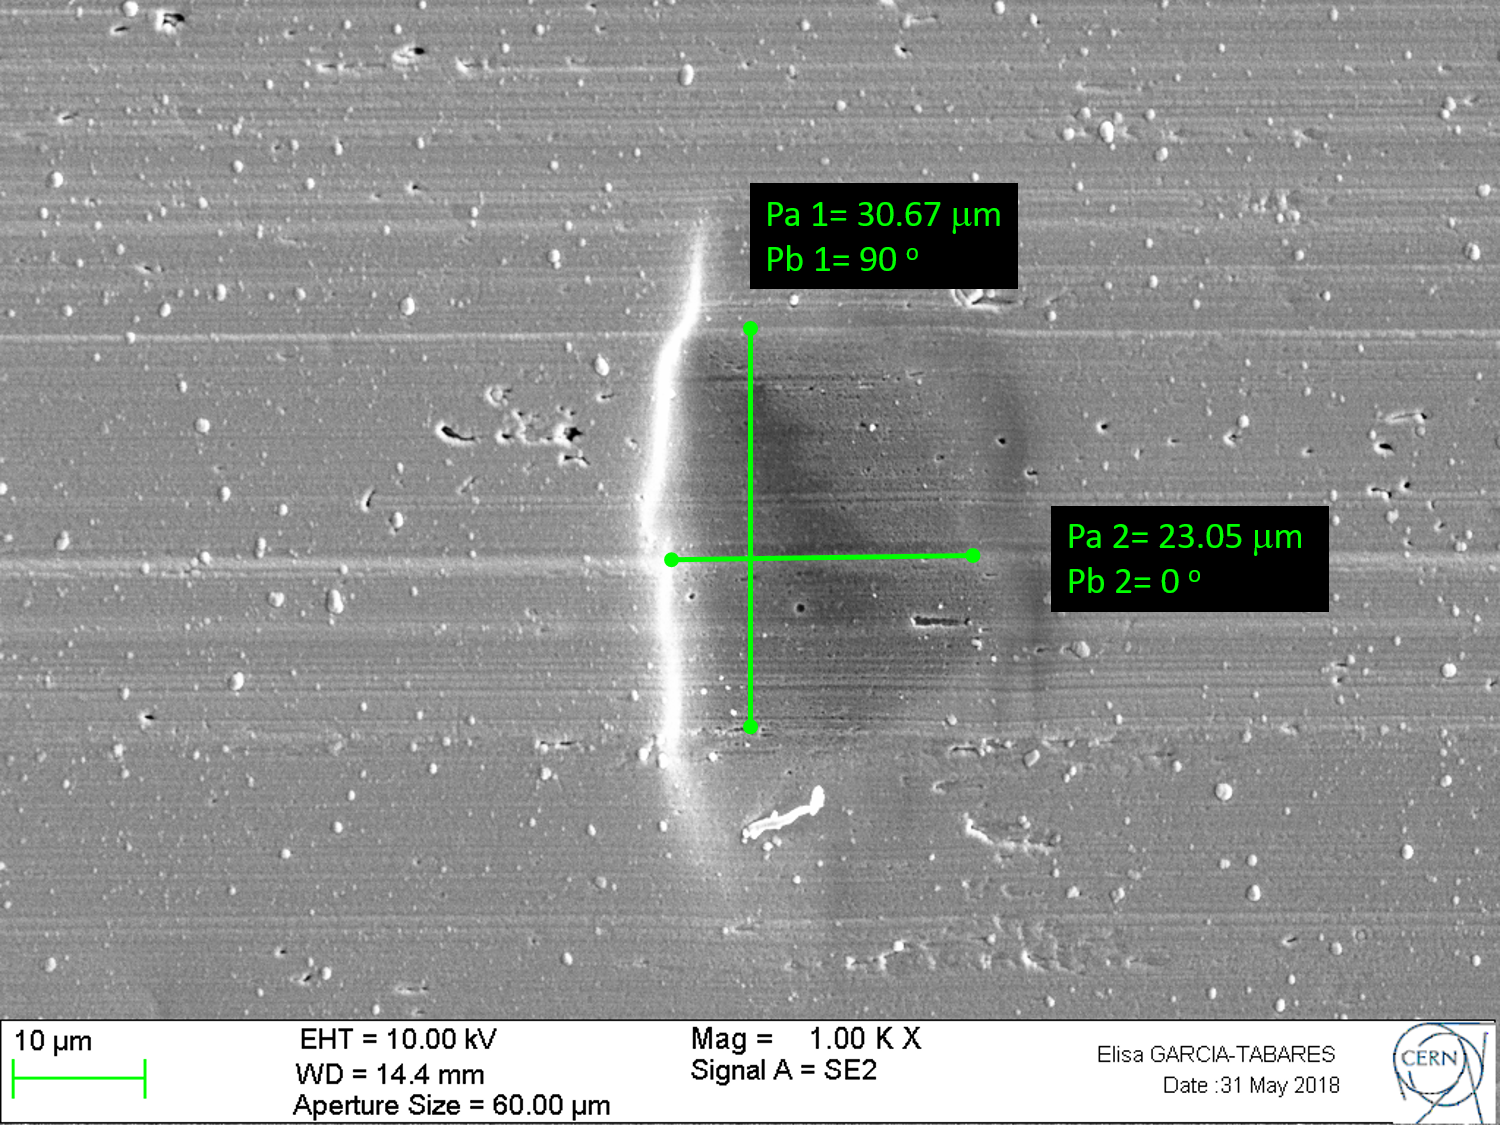 Pa 1= 30.67 μm
Pb 1= 90 º
Pa 2= 23.05 μm
Pb 2= 0 º
10 µm
EHT = 10.00 kV
WD = 14.4 mm
Aperture Size = 60.00 µm
Mag = 1.00 K X
Signal A = SE2
Elisa GARCIA-TABARES
Date :31 May 2018
CERN